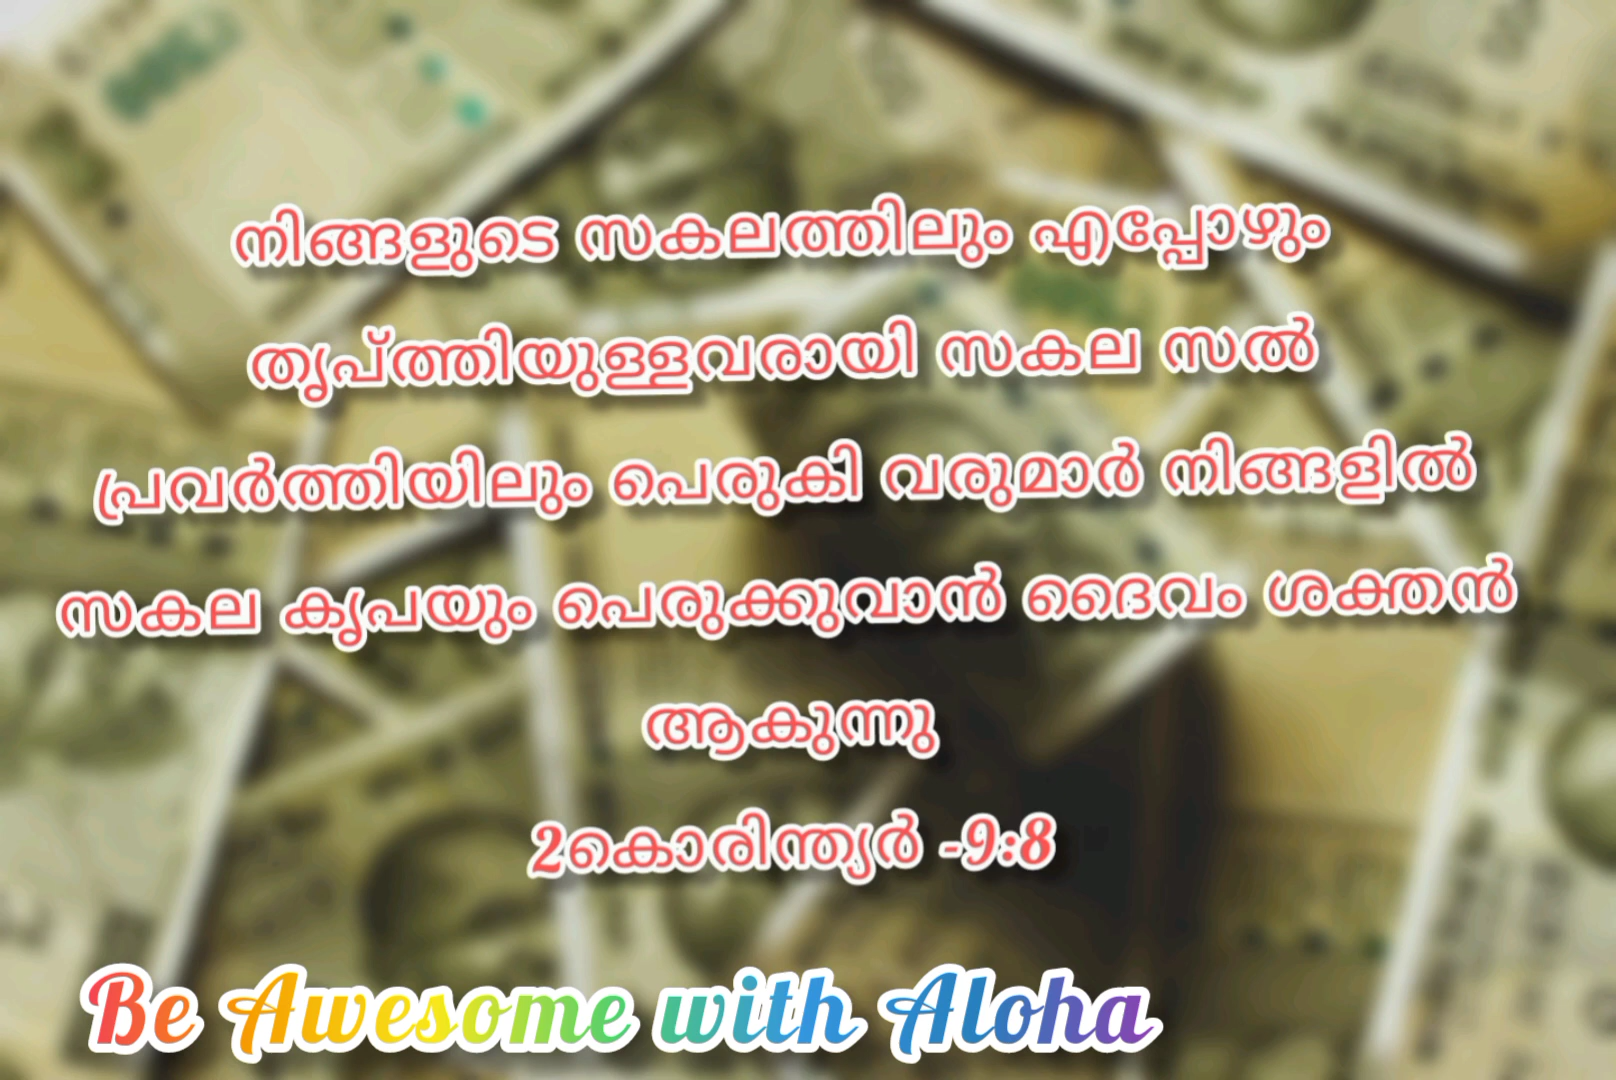 നിങ്ങളുടെ സകലത്തിലും എപ്പോഴും
തൃപ്ത്തിയുള്ളവരായി സകല സൽ
പ്രവർത്തിയിലും പെരുകി വരുമാർ നിങ്ങളിൽ
സകല കൃപയും പെരുക്കുവാൻ ദൈവം ശക്തൻ
ആകുന്നു
2കൊരിന്ത്യർ -9:8
Be Awesome with Aloha